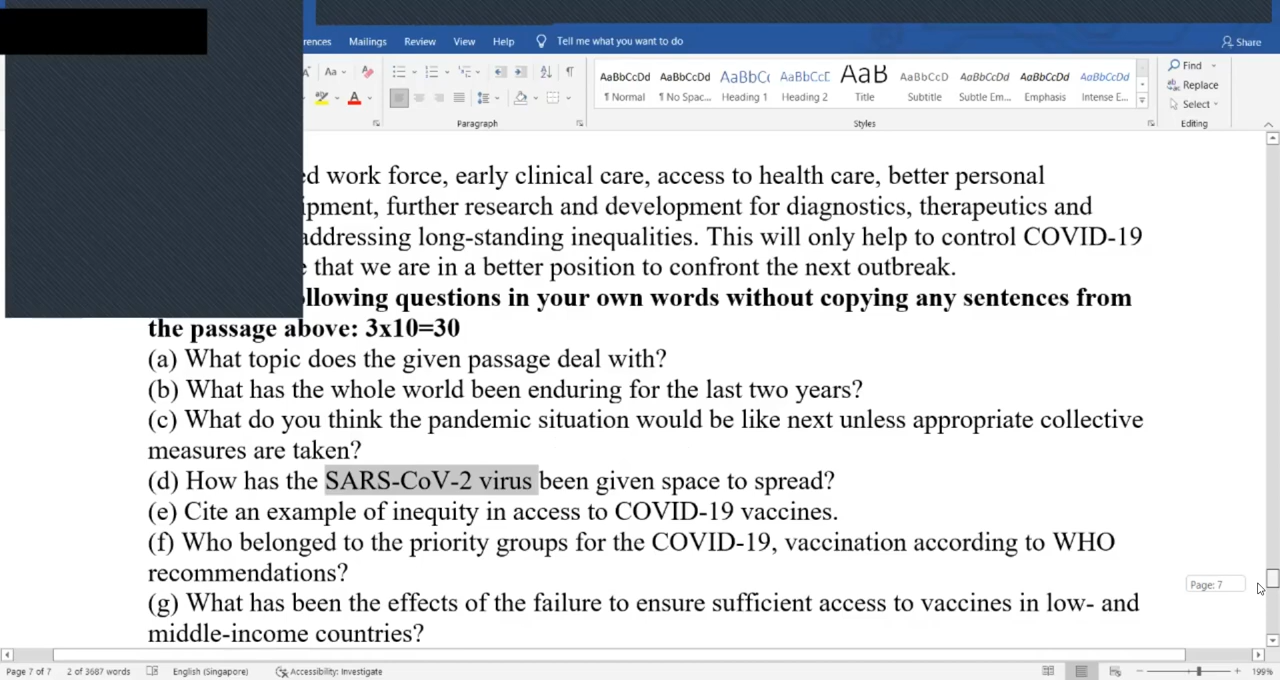 Mailings Review View Help Tell me what you want to do Share
Aa
AaBbCcDd AaBbCcDd AaBbC AaBbCcD AaB AaBbCcD AaBbCcDd AaBbCcDd AaBbCcDd
¶ Normal ¶ No Spac... Heading 1 Heading 2 Title Subtitle Subtle Em... Emphasis Intense E...
Find
Replace
Select
Paragraph Styles Editing
work force, early clinical care, access to health care, better personal
further research and development for diagnostics, therapeutics and
addressing long-standing inequalities. This will only help to control COVID-19
that we are in a better position to confront the next outbreak.
following questions in your own words without copying any sentences from
the passage above: 3x10=30
(a) What topic does the given passage deal with?
(b) What has the whole world been enduring for the last two years?
(c) What do you think the pandemic situation would be like next unless appropriate collective
measures are taken?
(d) How has the SARS-CoV-2 virus been given space to spread?
(e) Cite an example of inequity in access to COVID-19 vaccines.
(f) Who belonged to the priority groups for the COVID-19, vaccination according to WHO
recommendations?
Page: 7
(g) What has been the effects of the failure to ensure sufficient access to vaccines in low- and
middle-income countries?
Page 7 of 7 2 of 3687 words English (Singapore) Accessibility: Investigate 199%